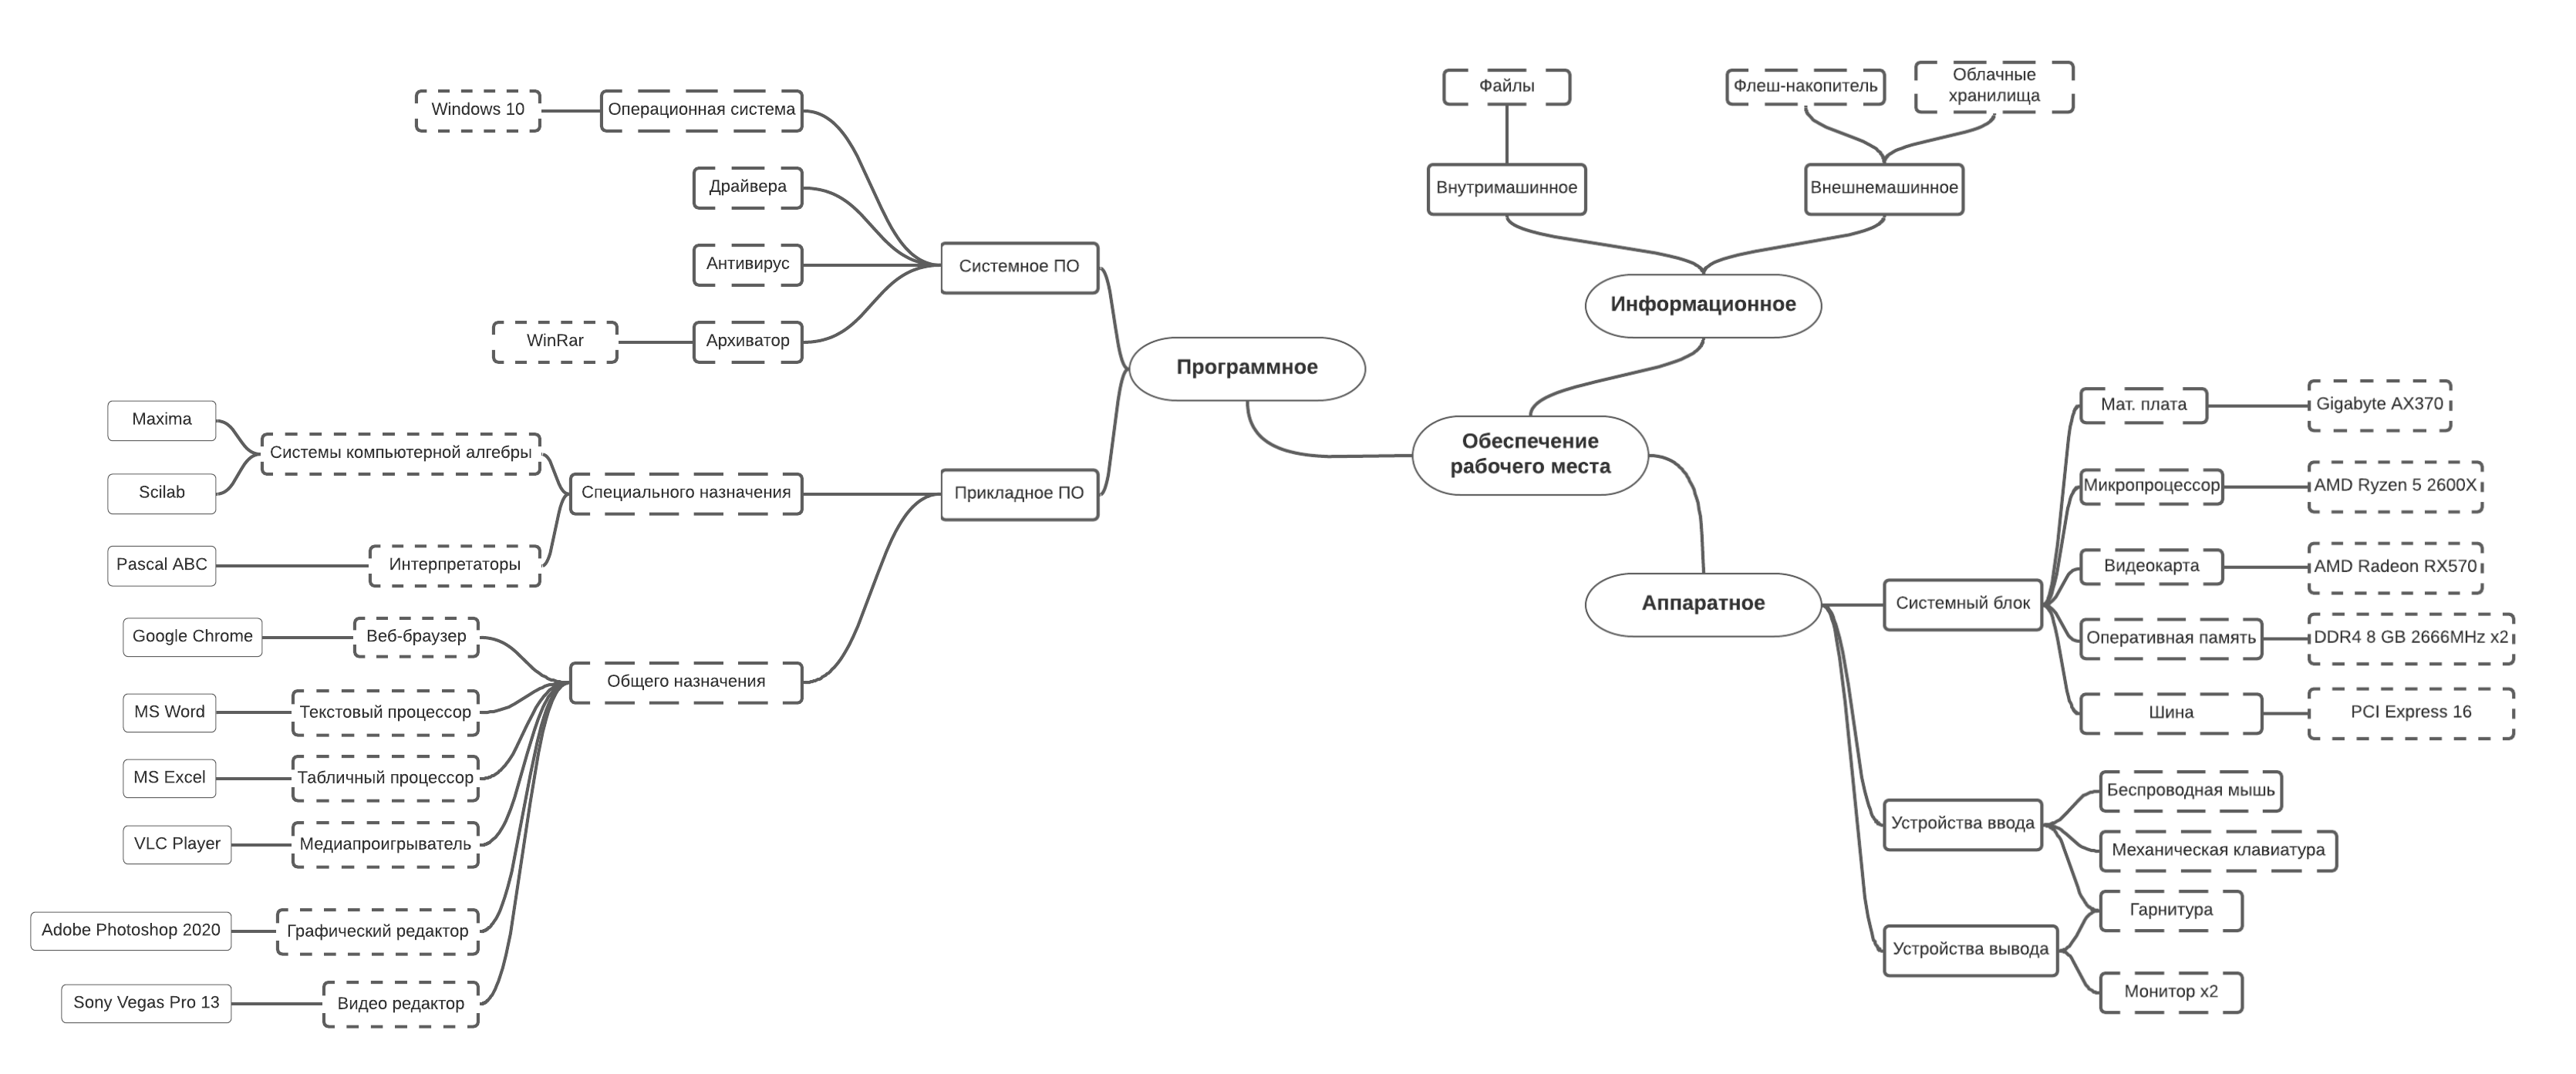 Файлы
Флеш-накопитель
Облачные
хранилища
Windows 10
Операционная система
Драйвера
Внутримашинное
Внешнемашинное
Антивирус
Системное ПО
Информационное
WinRar
Архиватор
Программное
Обеспечение
рабочего места
Мат. плата
Gigabyte AX370
Maxima
Системы компьютерной алгебры
Scilab
Специального назначения
Прикладное ПО
Микропроцессор
AMD Ryzen 5 2600X
Pascal ABC
Интерпретаторы
Видеокарта
AMD Radeon RX570
Аппаратное
Системный блок
Google Chrome
Веб-браузер
Оперативная память
DDR4 8 GB 2666MHz x2
Общего назначения
MS Word
Текстовый процессор
Шина
PCI Express 16
MS Excel
Табличный процессор
Беспроводная мышь
Устройства ввода
VLC Player
Медиапроигрыватель
Механическая клавиатура
Гарнитура
Adobe Photoshop 2020
Графический редактор
Устройства вывода
Sony Vegas Pro 13
Видео редактор
Монитор x2